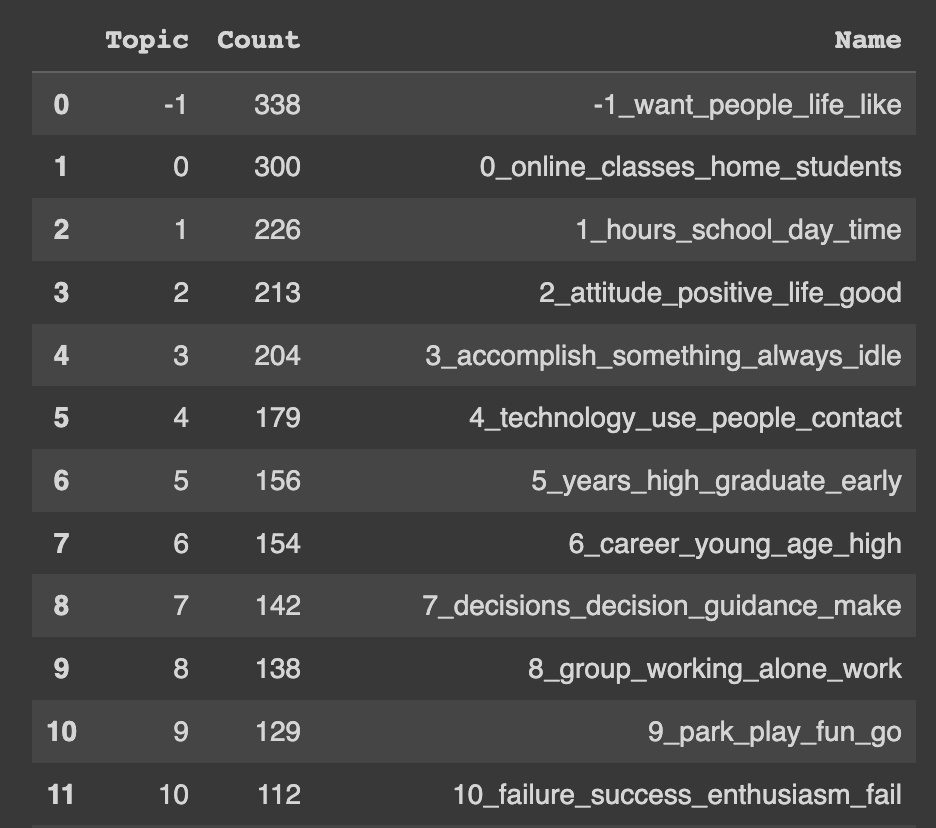 Topic Count Name
0 -1 338 -1_want_people_life_like
1 0 300 0_online_classes_home_students
2 1 226 1_hours_school_day_time
3 2 213 2_attitude_positive_life_good
4 3 204 3_accomplish_something_always_idle
5 4 179 4_technology_use_people_contact
6 5 156 5_years_high_graduate_early
7 6 154 6_career_young_age_high
8 7 142 7_decisions_decision_guidance_make
9 8 138 8_group_working_alone_work
10 9 129 9_park_play_fun_go
11 10 112 10_failure_success_enthusiasm_fail